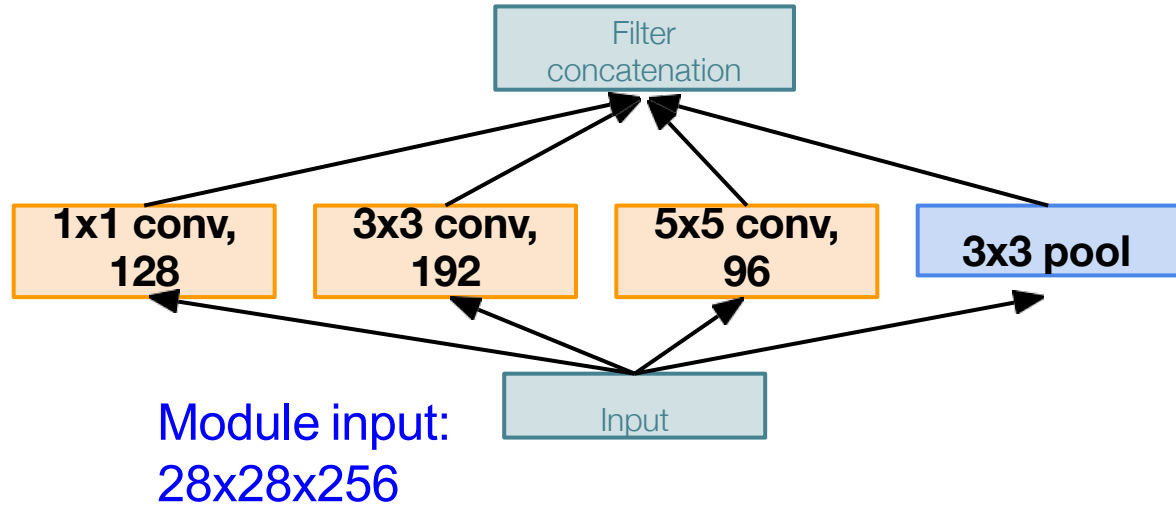 Filter
concatenation
1x1 conv,
128
3x3 conv,
192
5x5 conv,
96
3x3 pool
Input
Module input:
28x28x256